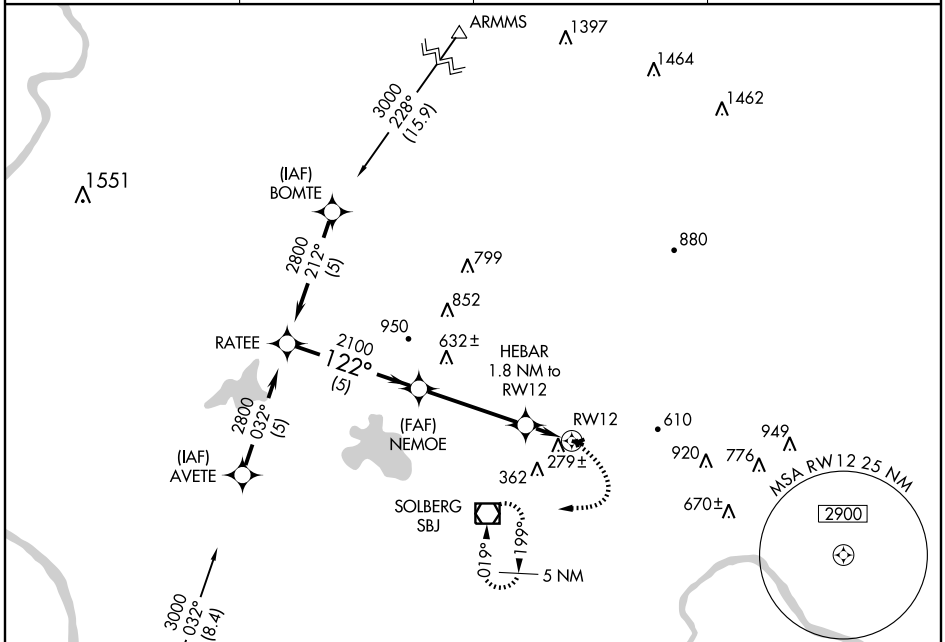 ARMMS
1397
1464
1462
3000
228°
(15.9)
1551
(IAF)
BOMTE
880
2800
212°
(5)
799
852
950
632±
RATEE
2100
122°
(5)
HEBAR
1.8 NM to
RW12
(FAF)
NEMOE
RW12
2800
032°
(5)
610
949
920
776
279±
362
(IAF)
AVETE
MSA RW12 25 NM
670±
2900
SOLBERG
SBJ
019°
199°
5 NM
3000
032°
(8.4)